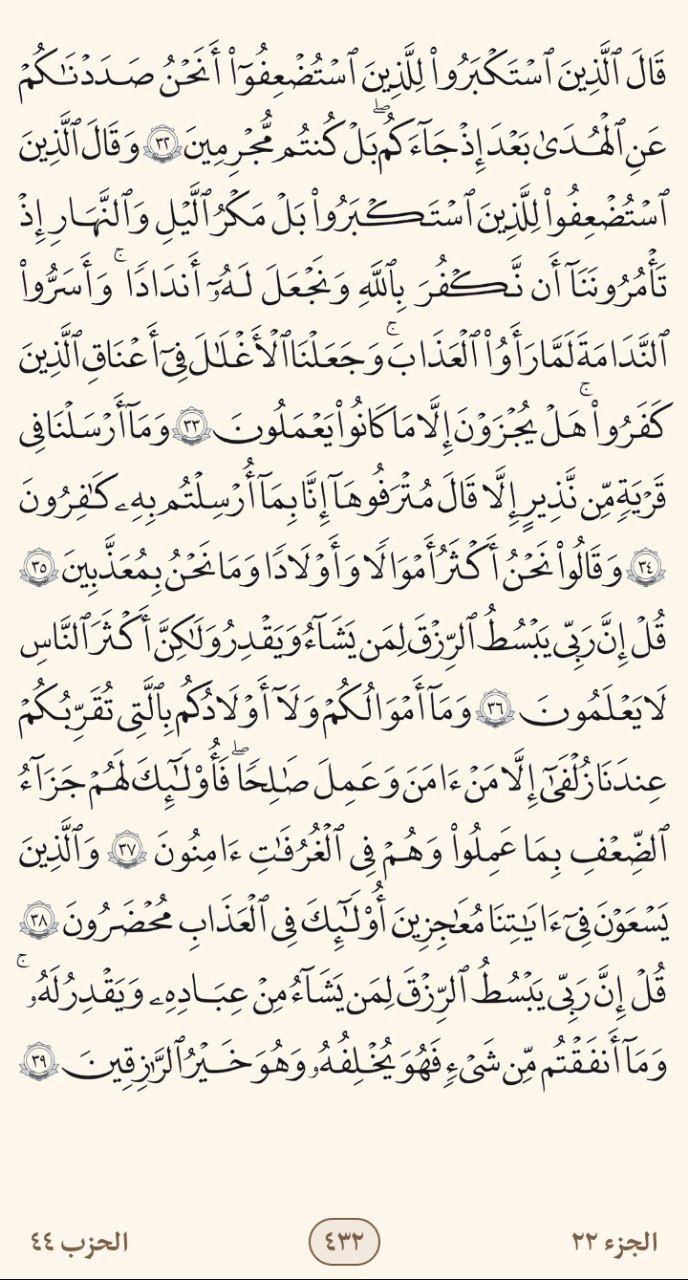 قَالَ ٱلَّذِينَ ٱسۡتَكۡبَرُواْ لِلَّذِينَ ٱسۡتُضۡعِفُوٓاْ أَنَحۡنُ صَدَدۡنَٰكُمۡ
عَنِ ٱلۡهُدَىٰ بَعۡدَ إِذۡ جَآءَكُمۖ بَلۡ كُنتُم مُّجۡرِمِينَ ٣٢ وَقَالَ ٱلَّذِينَ
ٱسۡتُضۡعِفُواْ لِلَّذِينَ ٱسۡتَكۡبَرُواْ بَلۡ مَكۡرُ ٱلَّيۡلِ وَٱلنَّهَارِ إِذۡ
تَأۡمُرُونَنَآ أَن نَّكۡفُرَ بِٱللَّهِ وَنَجۡعَلَ لَهُۥٓ أَندَادٗاۚ وَأَسَرُّواْ
ٱلنَّدَامَةَ لَمَّا رَأَوُاْ ٱلۡعَذَابَۚ وَجَعَلۡنَا ٱلۡأَغۡلَٰلَ فِيٓ أَعۡنَاقِ ٱلَّذِينَ
كَفَرُواْۚ هَلۡ يُجۡزَوۡنَ إِلَّا مَا كَانُواْ يَعۡمَلُونَ ٣٣ وَمَآ أَرۡسَلۡنَا فِي
قَرۡيَةٖ مِّن نَّذِيرٍ إِلَّا قَالَ مُتۡرَفُوهَآ إِنَّا بِمَآ أُرۡسِلۡتُم بِهِۦ كَٰفِرُونَ
٣٤ وَقَالُواْ نَحۡنُ أَكۡثَرُ أَمۡوَٰلٗا وَأَوۡلَٰدٗا وَمَا نَحۡنُ بِمُعَذَّبِينَ ٣٥
قُلۡ إِنَّ رَبِّي يَبۡسُطُ ٱلرِّزۡقَ لِمَن يَشَآءُ وَيَقۡدِرُ وَلَٰكِنَّ أَكۡثَرَ ٱلنَّاسِ
لَا يَعۡلَمُونَ ٣٦ وَمَآ أَمۡوَٰلُكُمۡ وَلَآ أَوۡلَٰدُكُم بِٱلَّتِي تُقَرِّبُكُمۡ
عِندَنَا زُلۡفَىٰٓ إِلَّا مَنۡ ءَامَنَ وَعَمِلَ صَٰلِحٗاۖ فَأُوْلَٰٓئِكَ لَهُمۡ جَزَآءُ
ٱلضِّعۡفِ بِمَا عَمِلُواْ وَهُمۡ فِي ٱلۡغُرُفَٰتِ ءَامِنُونَ ٣٧ وَٱلَّذِينَ
يَسۡعَوۡنَ فِيٓ ءَايَٰتِنَا مُعَٰجِزِينَ أُوْلَٰٓئِكَ فِي ٱلۡعَذَابِ مُحۡضَرُونَ ٣٨
قُلۡ إِنَّ رَبِّي يَبۡسُطُ ٱلرِّزۡقَ لِمَن يَشَآءُ مِنۡ عِبَادِهِۦ وَيَقۡدِرُ لَهُۥۚ
وَمَآ أَنفَقۡتُم مِّن شَيۡءٖ فَهُوَ يُخۡلِفُهُۥ وَهُوَ خَيۡرُ ٱلرَّٰزِقِينَ ٣٩
الجزء ٢٢ ٤٣٢ الحزب ٤٤